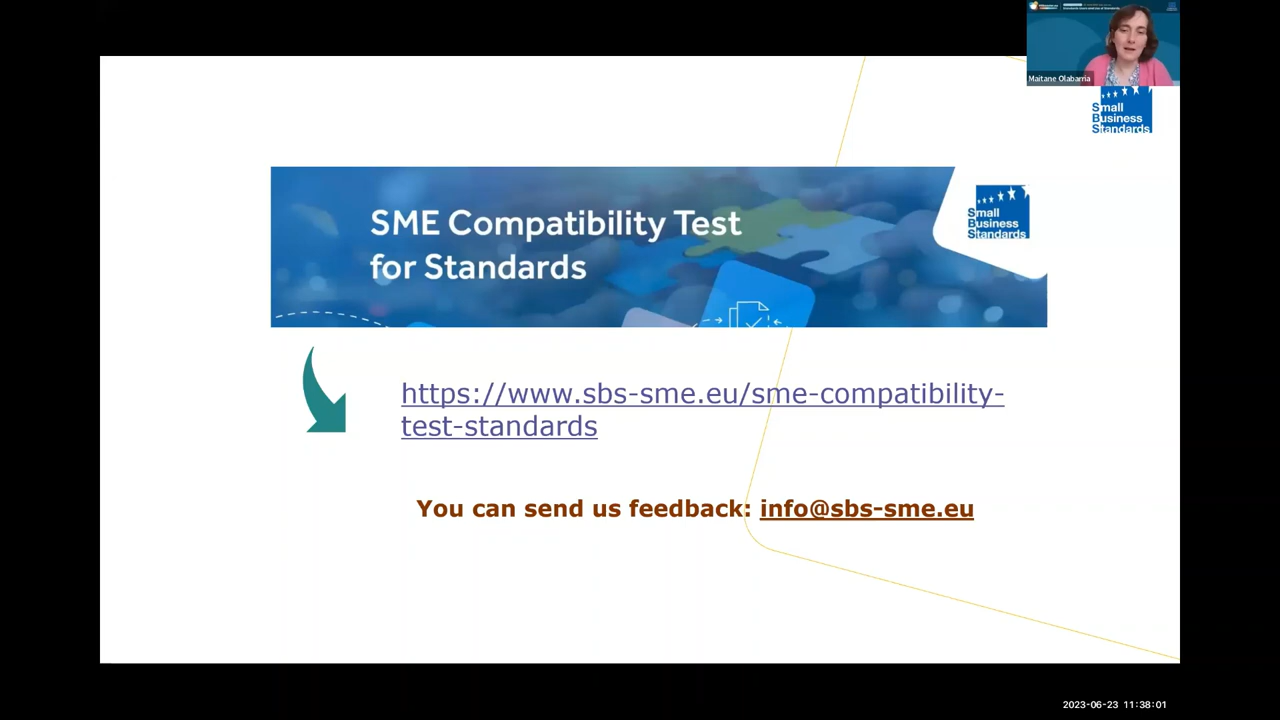 Maitane Olabarria
Small
Business
Standards
SME Compatibility Test
for Standards
Small
Business
Standards
https://www.sbs-sme.eu/sme-compatibility-
test-standards
You can send us feedback: info@sbs-sme.eu
2023-06-23 11:38:01